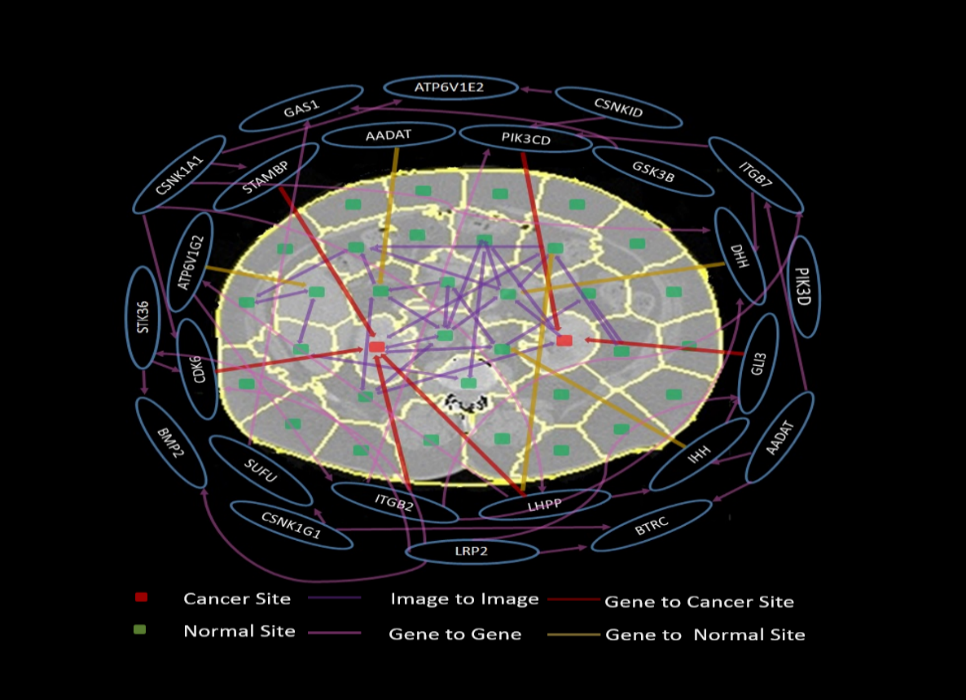 ATP6V1E2
GAS1
CSNKID
AADAT
PIK3CD
CSNK1A1
STAMBP
GSK3B
ITGB7
ATP6V1G2
DHH
PIK3D
STK36
CDK6
GLI3
BMP2
SUFU
IHH
AADAT
ITGB2
LHPP
CSNK1G1
BTRC
LRP2
Cancer Site
Image to Image
Gene to Cancer Site
Normal Site
Gene to Gene
Gene to Normal Site